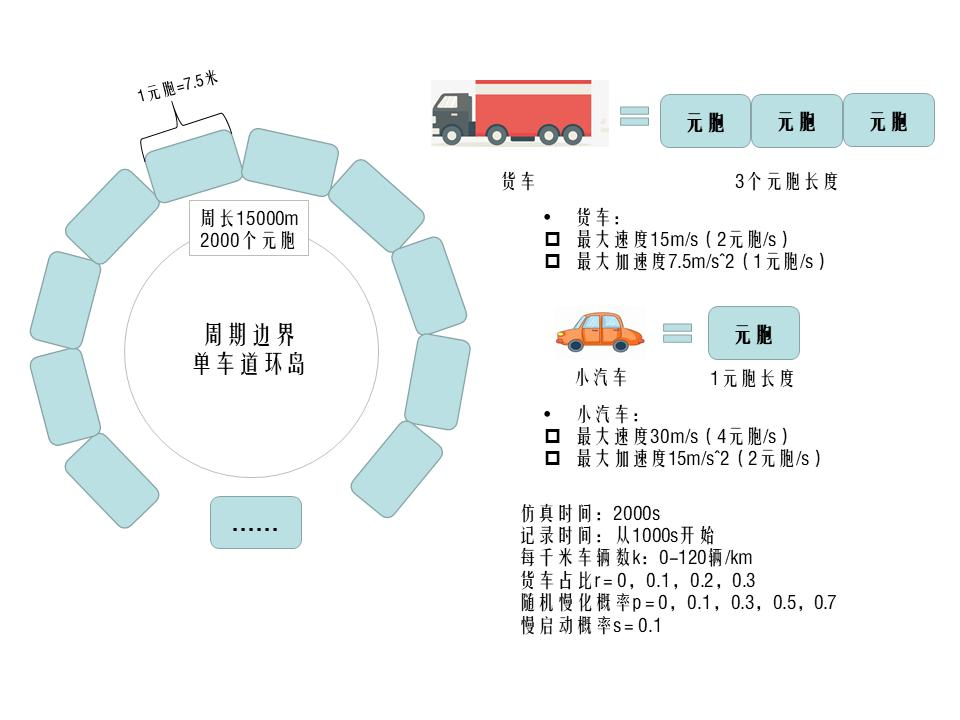 1元胞=7.5米
周长15000m
2000个元胞
周期边界
单车道环岛
......
元胞 元胞 元胞
货车
3个元胞长度
• 货车：
最大速度15m/s（2元胞/s）
最大加速度7.5m/s^2（1元胞/s）
元胞
小汽车
1元胞长度
• 小汽车：
最大速度30m/s（4元胞/s）
最大加速度15m/s^2（2元胞/s）
仿真时间：2000s
记录时间：从1000s开始
每千米车辆数k：0-120辆/km
货车占比r=0，0.1，0.2，0.3
随机慢化概率p=0，0.1，0.3，0.5，0.7
慢启动概率s=0.1